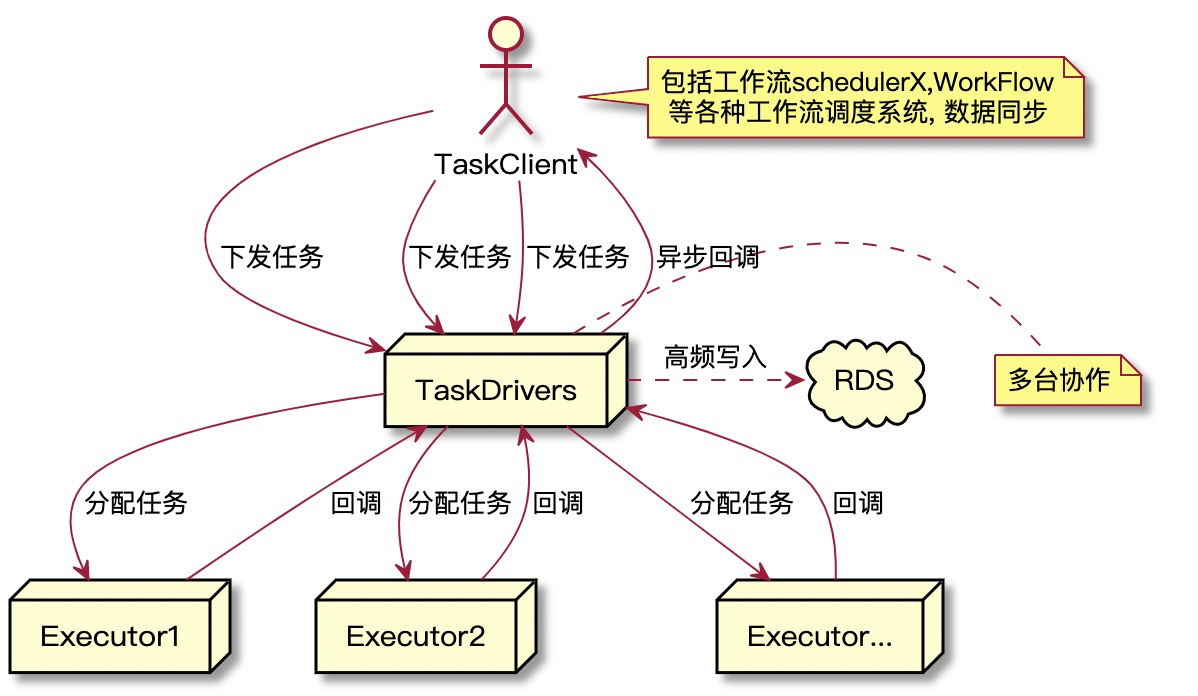 包括工作流schedulerX,WorkFlow
等各种工作流调度系统, 数据同步
TaskClient
下发任务
下发任务
下发任务
异步回调
高频写入
RDS
多台协作
TaskDrivers
分配任务
回调
分配任务
回调
分配任务
回调
Executor1
Executor2
Executor...